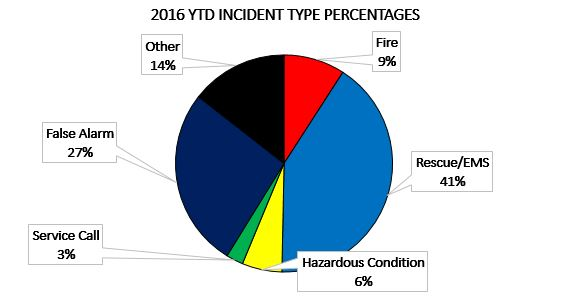 2016 YTD INCIDENT TYPE PERCENTAGES
Fire
9%
Rescue/EMS
41%
Hazardous Condition
6%
Service Call
3%
False Alarm
27%
Other
14%